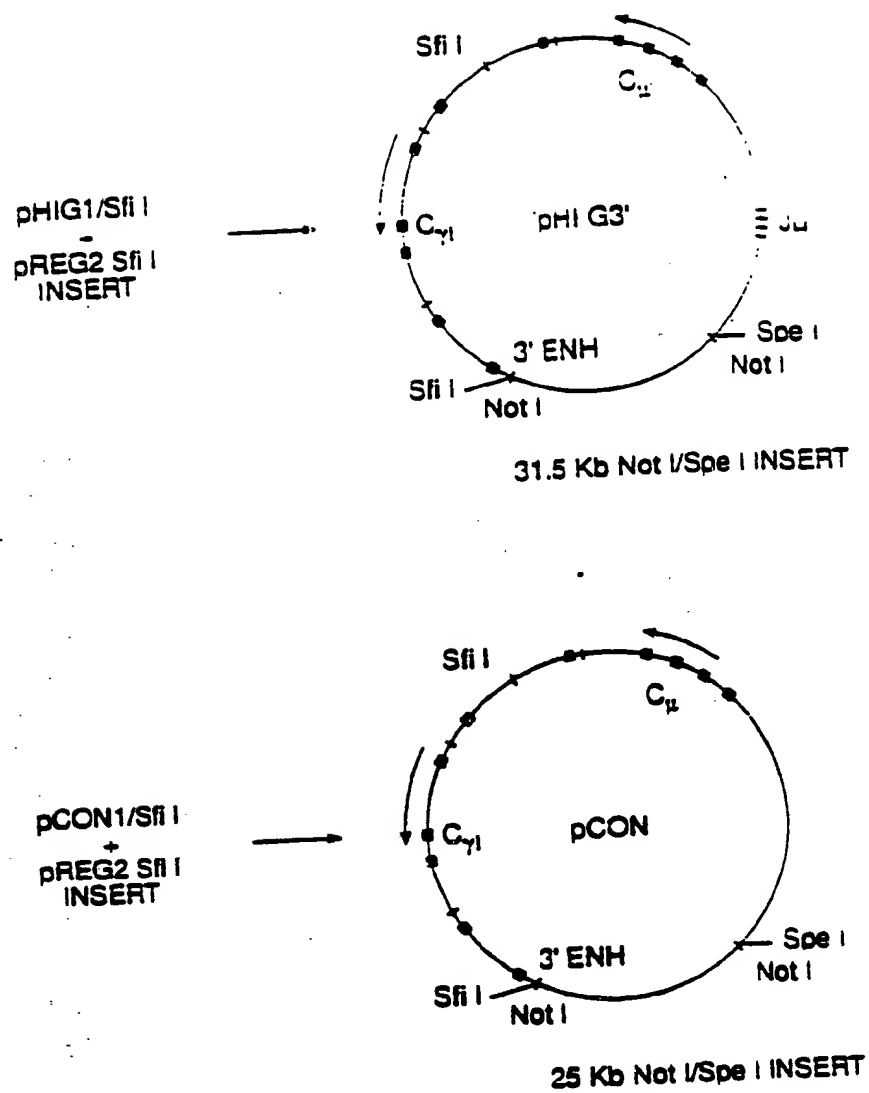 Sfi I
Cμ
pHIG1/Sfi I
pREG2 Sfi I
INSERT
Cγ1
pHI G3'
3' ENH
Spe I
Not I
Sfi I
Not I
31.5 Kb Not I/Spe I INSERT
Sfi I
Cμ
pCON1/Sfi I
+
pREG2 Sfi I
INSERT
Cγ1
pCON
3' ENH
Spe I
Not I
Sfi I
Not I
25 Kb Not I/Spe I INSERT